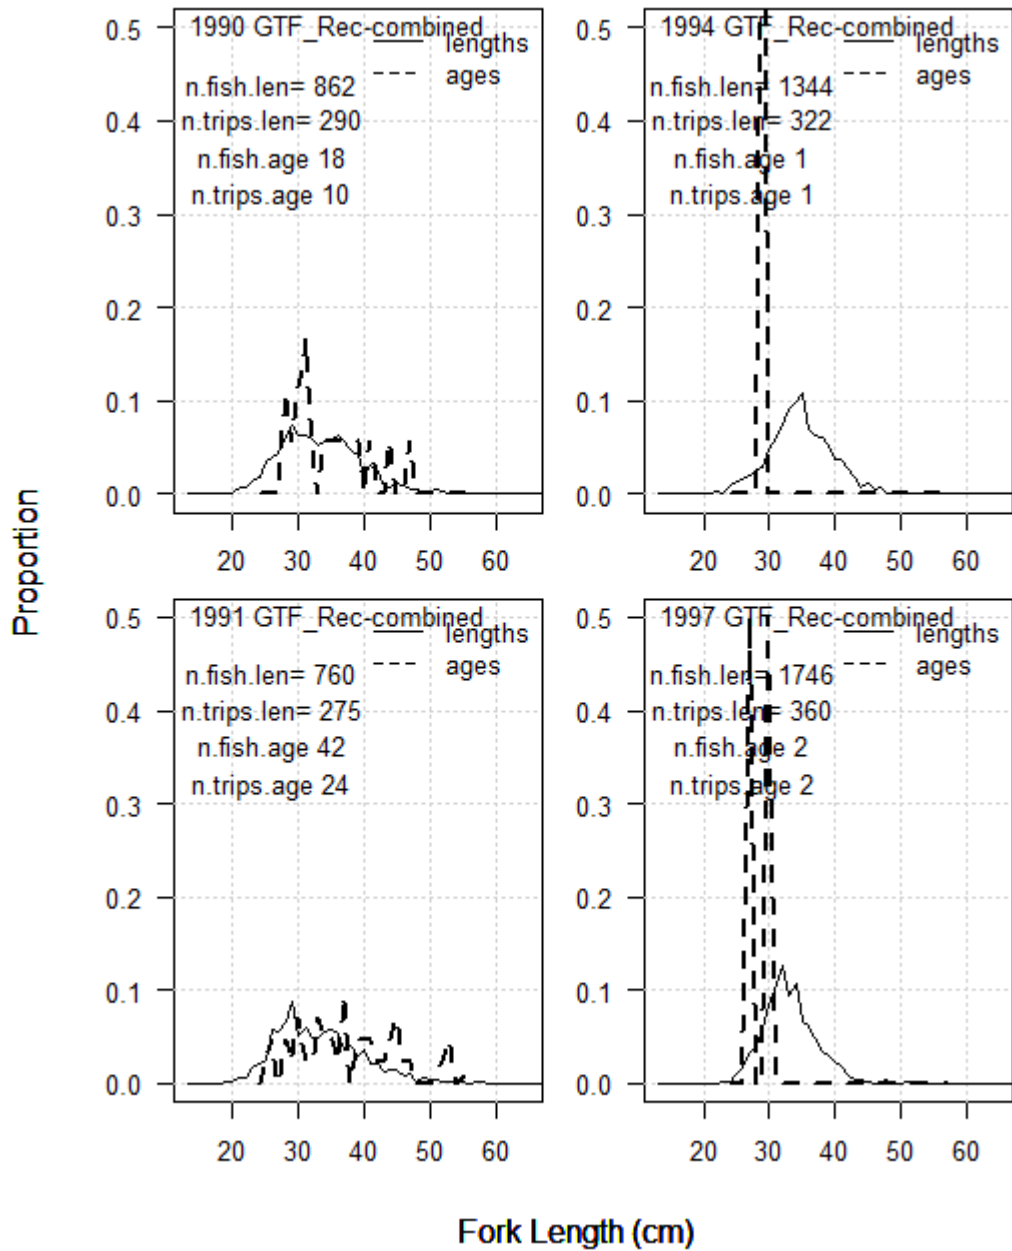 1990 GTF_Rec-combined
lengths
ages
n.fish.len= 862
n.trips.len= 290
n.fish.age 18
n.trips.age 10
0.5
0.4
0.3
0.2
0.1
0.0
20 30 40 50 60
1994 GTF_Rec-combined
lengths
ages
n.fish.len= 1344
n.trips.len= 322
n.fish.age 1
n.trips.age 1
0.5
0.4
0.3
0.2
0.1
0.0
20 30 40 50 60
Proportion
1991 GTF_Rec-combined
lengths
ages
n.fish.len= 760
n.trips.len= 275
n.fish.age 42
n.trips.age 24
0.5
0.4
0.3
0.2
0.1
0.0
20 30 40 50 60
1997 GTF_Rec-combined
lengths
ages
n.fish.len= 1746
n.trips.len= 360
n.fish.age 2
n.trips.age 2
0.5
0.4
0.3
0.2
0.1
0.0
20 30 40 50 60
Fork Length (cm)